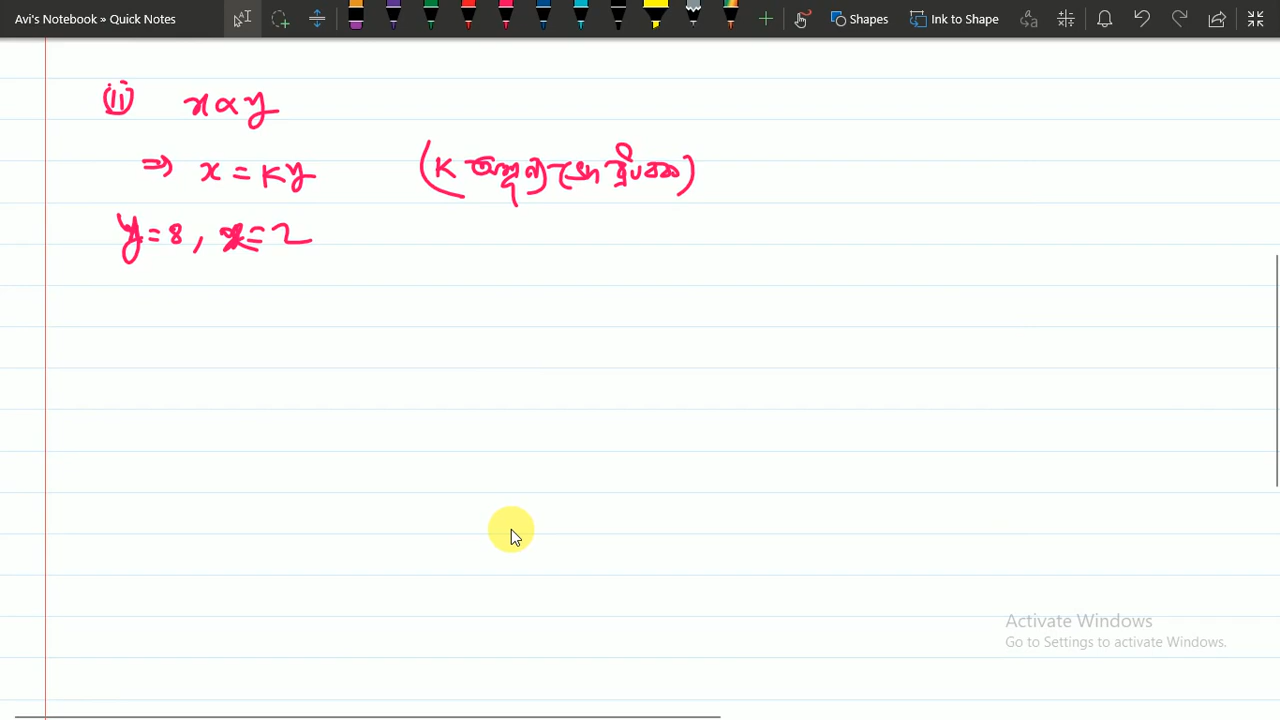 Avi's Notebook » Quick Notes
Shapes
Ink to Shape
(ii) x ∝ y
⇒ x = Ky (K অশূন্য ভেদ ধ্রুবক)
y = 8, x = 2
Activate Windows
Go to Settings to activate Windows.